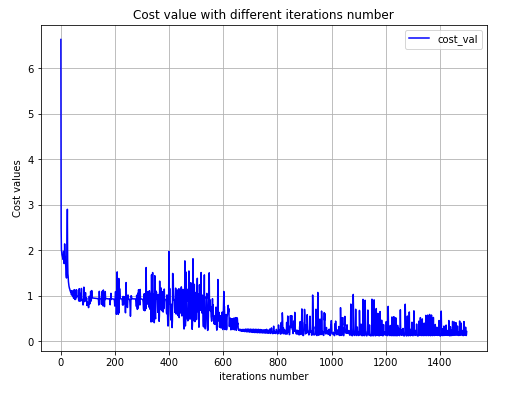 Cost value with different iterations number
cost_val
6
5
4
3
2
1
0
Cost values
0 200 400 600 800 1000 1200 1400
iterations number